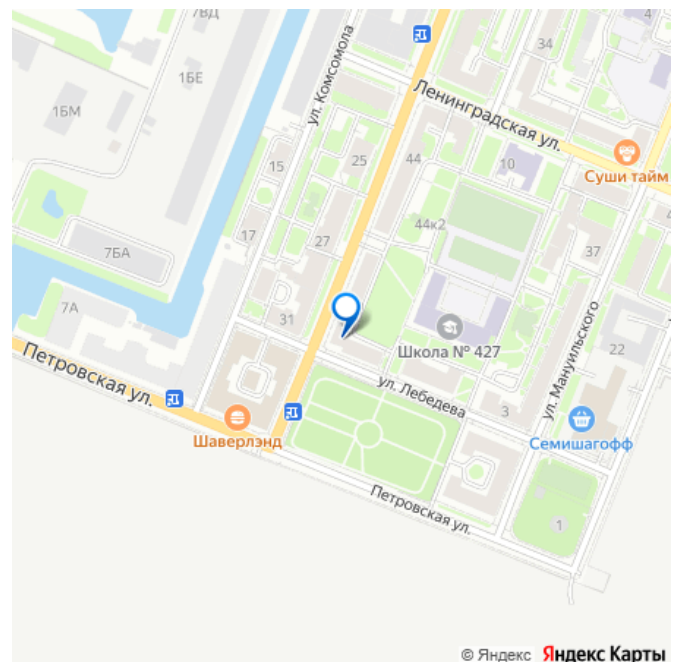 7ВД
4
1БЕ
34
1БМ
ул. Комсомола
Ленинградская ул.
15
25
44
10
Суши тайм
44к2
17
27
37
7БА
7А
31
Школа № 427
22
ул. Мануильского
Петровская ул.
ул. Лебедева
3
Шаверлэнд
Семишагофф
Петровская ул.
1
© Яндекс Яндекс Карты